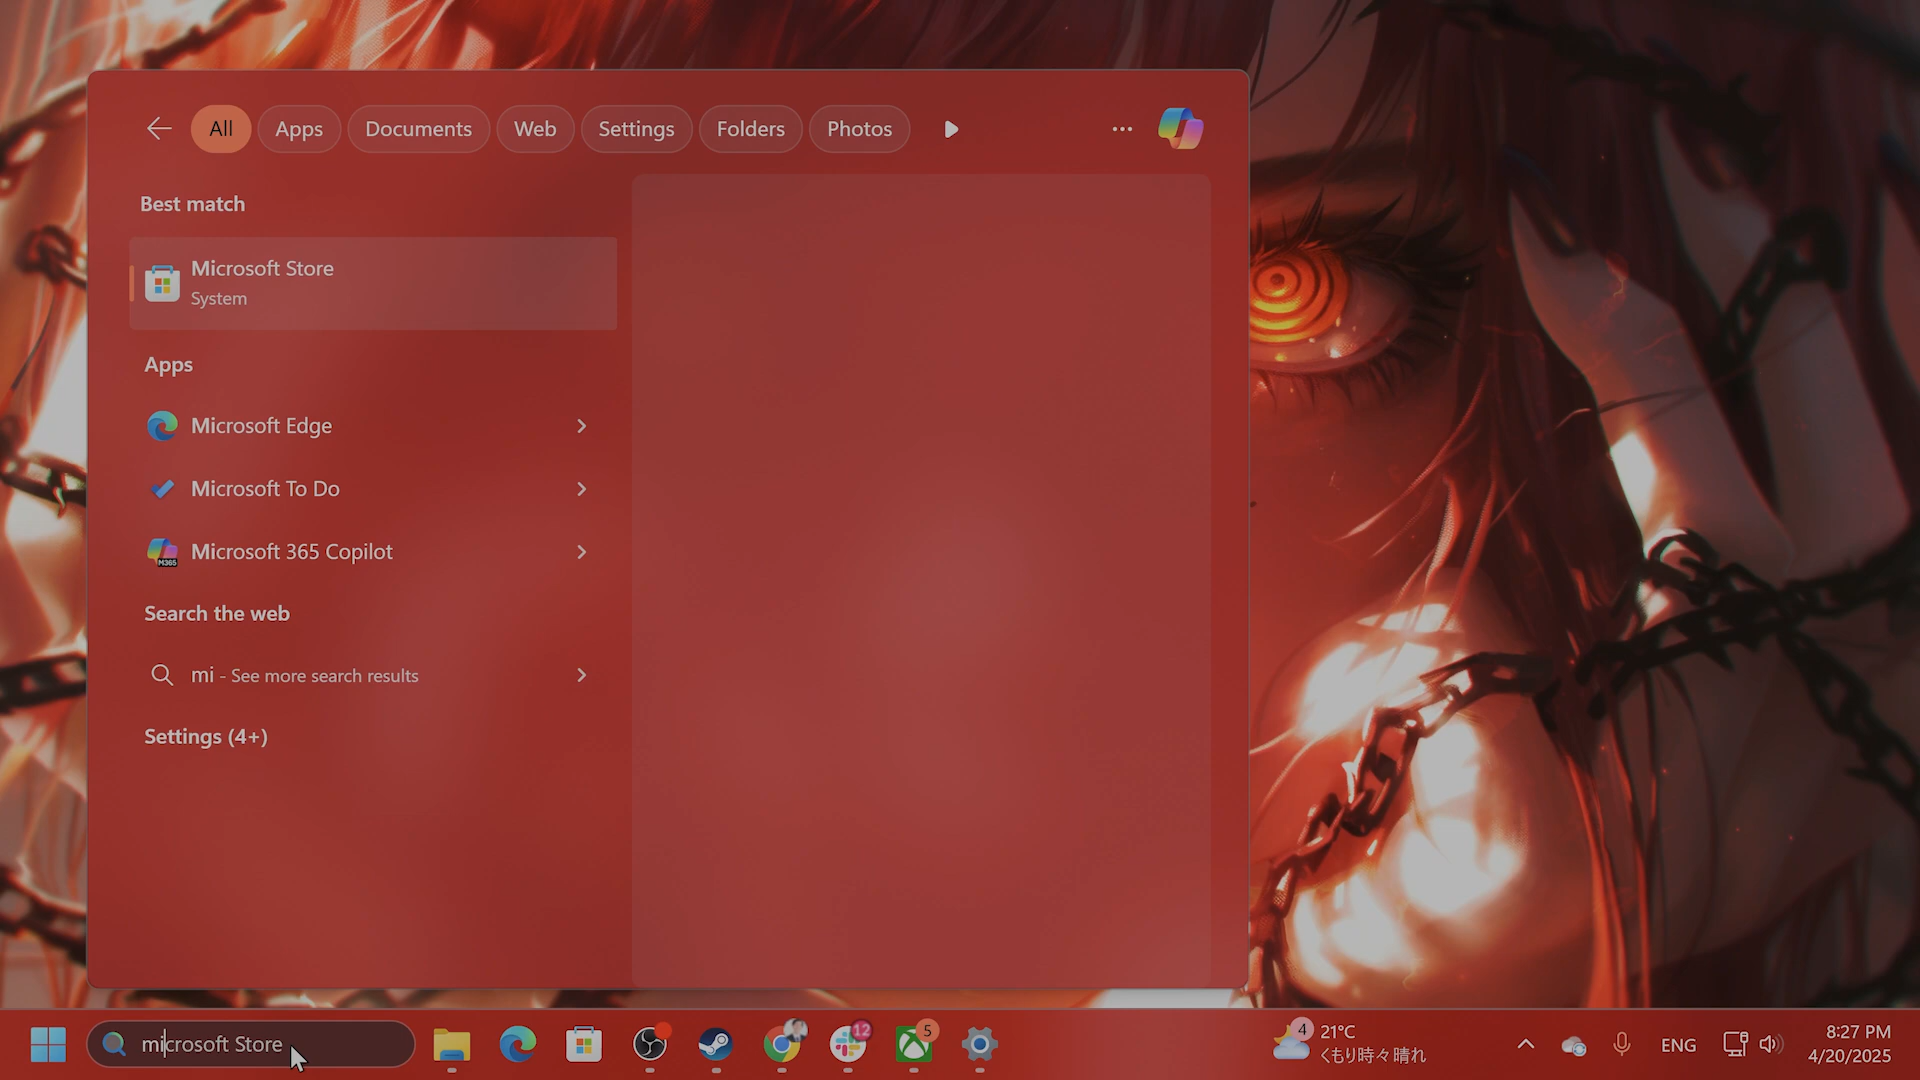 All
Apps
Documents
Web
Settings
Folders
Photos
Best match
Microsoft Store
System
Apps
Microsoft Edge
Microsoft To Do
M365
Microsoft 365 Copilot
Search the web
mi - See more search results
Settings (4+)
microsoft Store
12
5
4
21°C
くもり時々晴れ
ENG
8:27 PM
4/20/2025